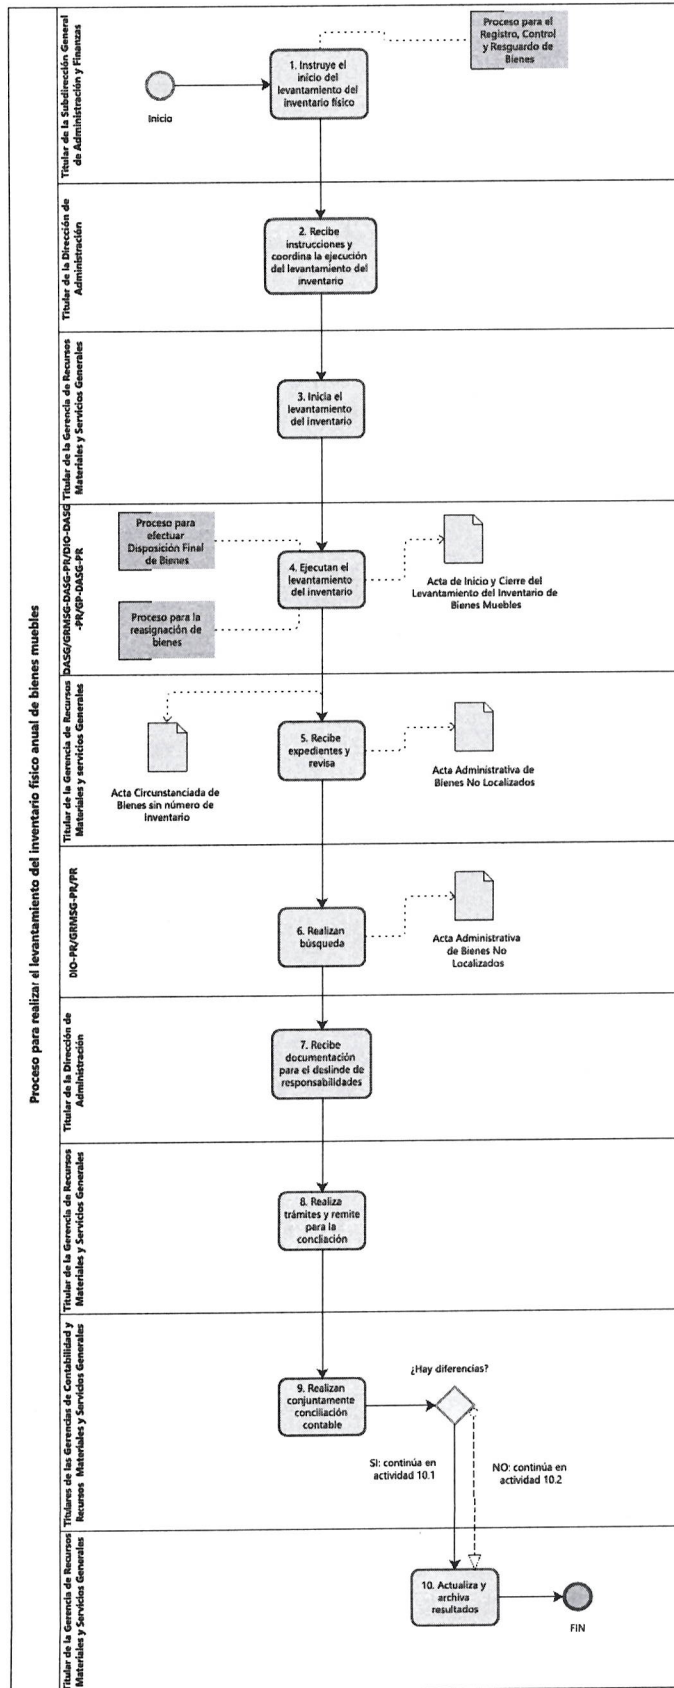 Proceso para realizar el levantamiento del inventario físico anual de bienes muebles
Titular de la Subdirección General
de Administración y Finanzas
Inicio
1. Instruye el
inicio del
levantamiento del
inventario físico
Proceso para el
Registro, Control
y Resguardo de
Bienes
Titular de la Dirección de
Administración
2. Recibe
instrucciones y
coordina la ejecución
del levantamiento del
inventario
Titular de la Gerencia de Recursos
Materiales y Servicios Generales
3. Inicia el
levantamiento
del inventario
DASG/GRMSG-DASG-PR/DIO-DASG
-PR/GP-DASG-PR
Proceso para
efectuar
Disposición Final
de Bienes
Proceso para la
reasignación de
bienes
4. Ejecutan el
levantamiento
del inventario
Acta de Inicio y Cierre del
Levantamiento del Inventario de
Bienes Muebles
Titular de la Gerencia de Recursos
Materiales y servicios Generales
Acta Circunstanciada de
Bienes sin número de
Inventario
5. Recibe
expedientes y
revisa
Acta Administrativa de
Bienes No Localizados
DIO-PR/GRMSG-PR/PR
6. Realizan
búsqueda
Acta Administrativa
de Bienes No
Localizados
Titular de la Dirección de
Administración
7. Recibe
documentación
para el deslinde de
responsabilidades
Titular de la Gerencia de Recursos
Materiales y Servicios Generales
8. Realiza
trámites y remite
para la
concliación
Titulares de las Gerencias de Contabilidad y
Recursos Materiales y Servicios Generales
9. Realizan
conjuntamente
conciliación
contable
¿Hay diferencias?
SI: continúa en
actividad 10.1
NO: continúa en
actividad 10.2
Titular de la Gerencia de Recursos
Materiales y Servicios Generales
10. Actualiza y
archiva
resultados
FIN